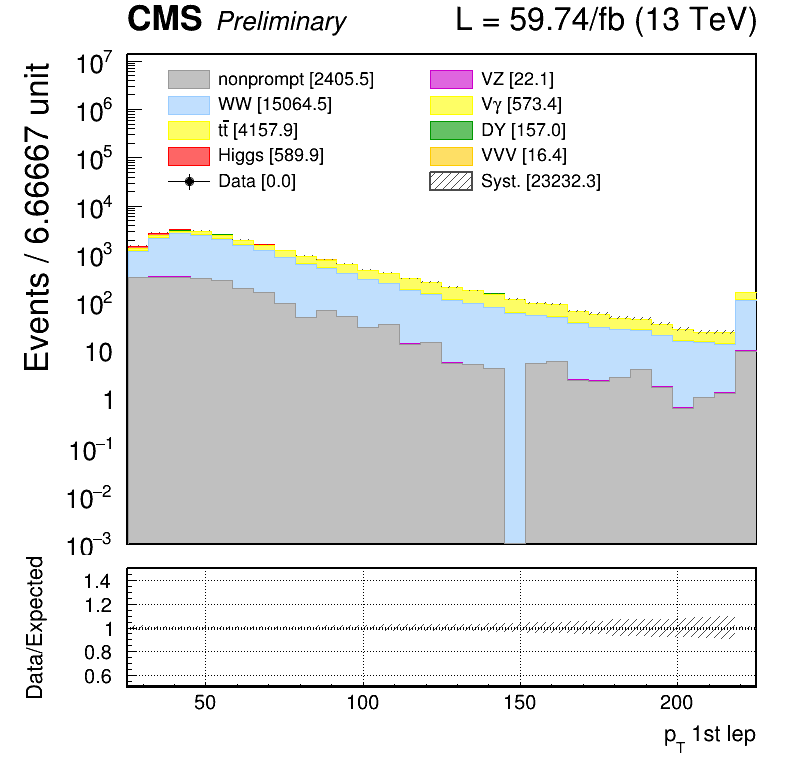 CMS Preliminary L = 59.74/fb (13 TeV)
Events / 6.66667 unit
10⁷
10⁶
10⁵
10⁴
10³
10²
10
1
10⁻¹
10⁻²
10⁻³
nonprompt [2405.5]
WW [15064.5]
tt̄ [4157.9]
Higgs [589.9]
Data [0.0]
VZ [22.1]
Vγ [573.4]
DY [157.0]
VVV [16.4]
Syst. [23232.3]
Data/Expected
1.4
1.2
1
0.8
0.6
50 100 150 200
p_T 1st lep